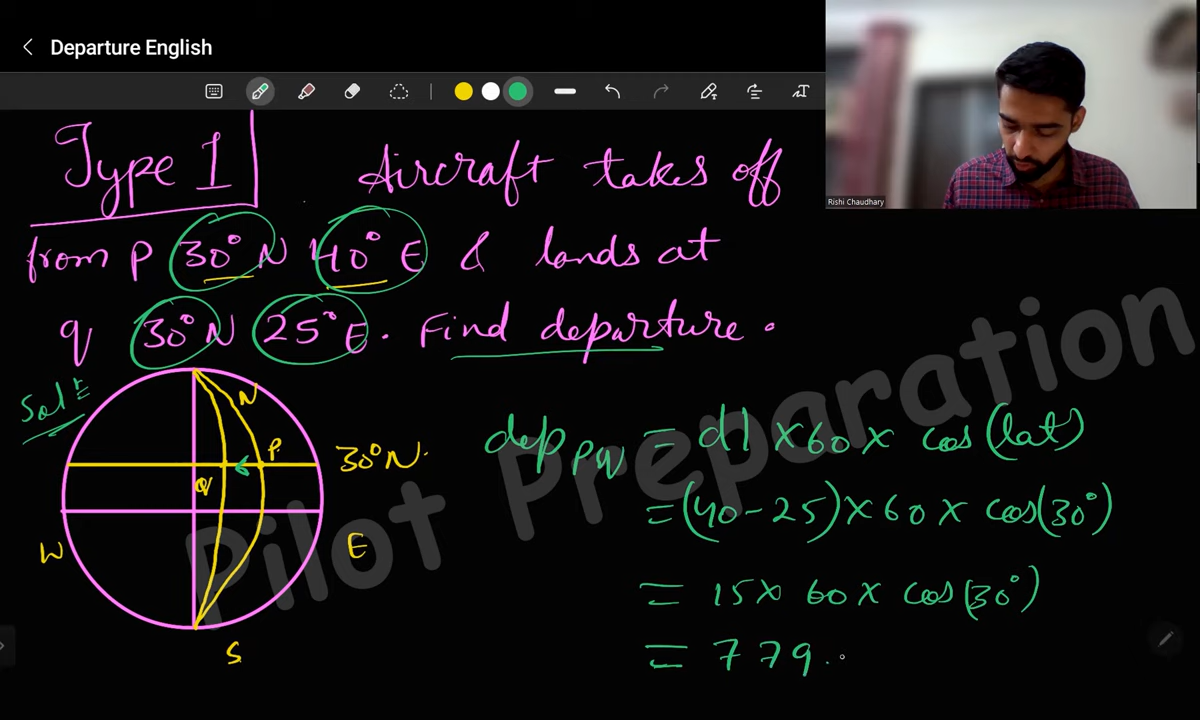 Departure English
Rishi Chaudhary
Type 1 Aircraft takes off
from P 30° N 40° E & lands at
q 30° N 25° E. Find departure.
Solⁿ
N
P
Q
30° N.
W
E
S
dep PQ = dl × 60 × cos (lat)
= (40 - 25) × 60 × cos (30°)
= 15 × 60 × cos (30°)
= 779.
Pilot Preparation